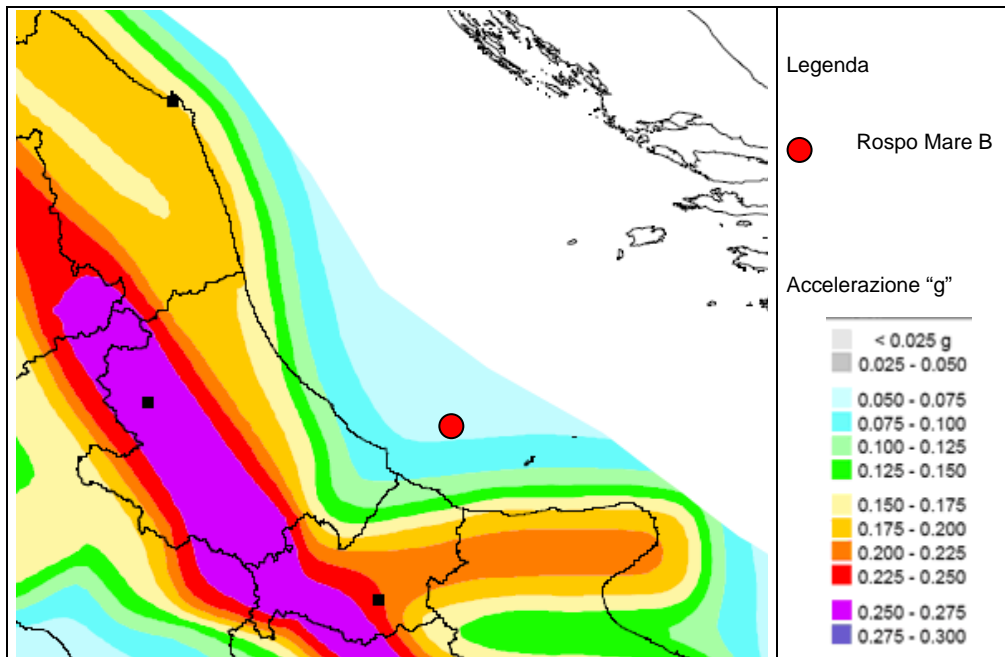 Legenda
Rospo Mare B
Accelerazione “g”
< 0.025 g
0.025 - 0.050
0.050 - 0.075
0.075 - 0.100
0.100 - 0.125
0.125 - 0.150
0.150 - 0.175
0.175 - 0.200
0.200 - 0.225
0.225 - 0.250
0.250 - 0.275
0.275 - 0.300